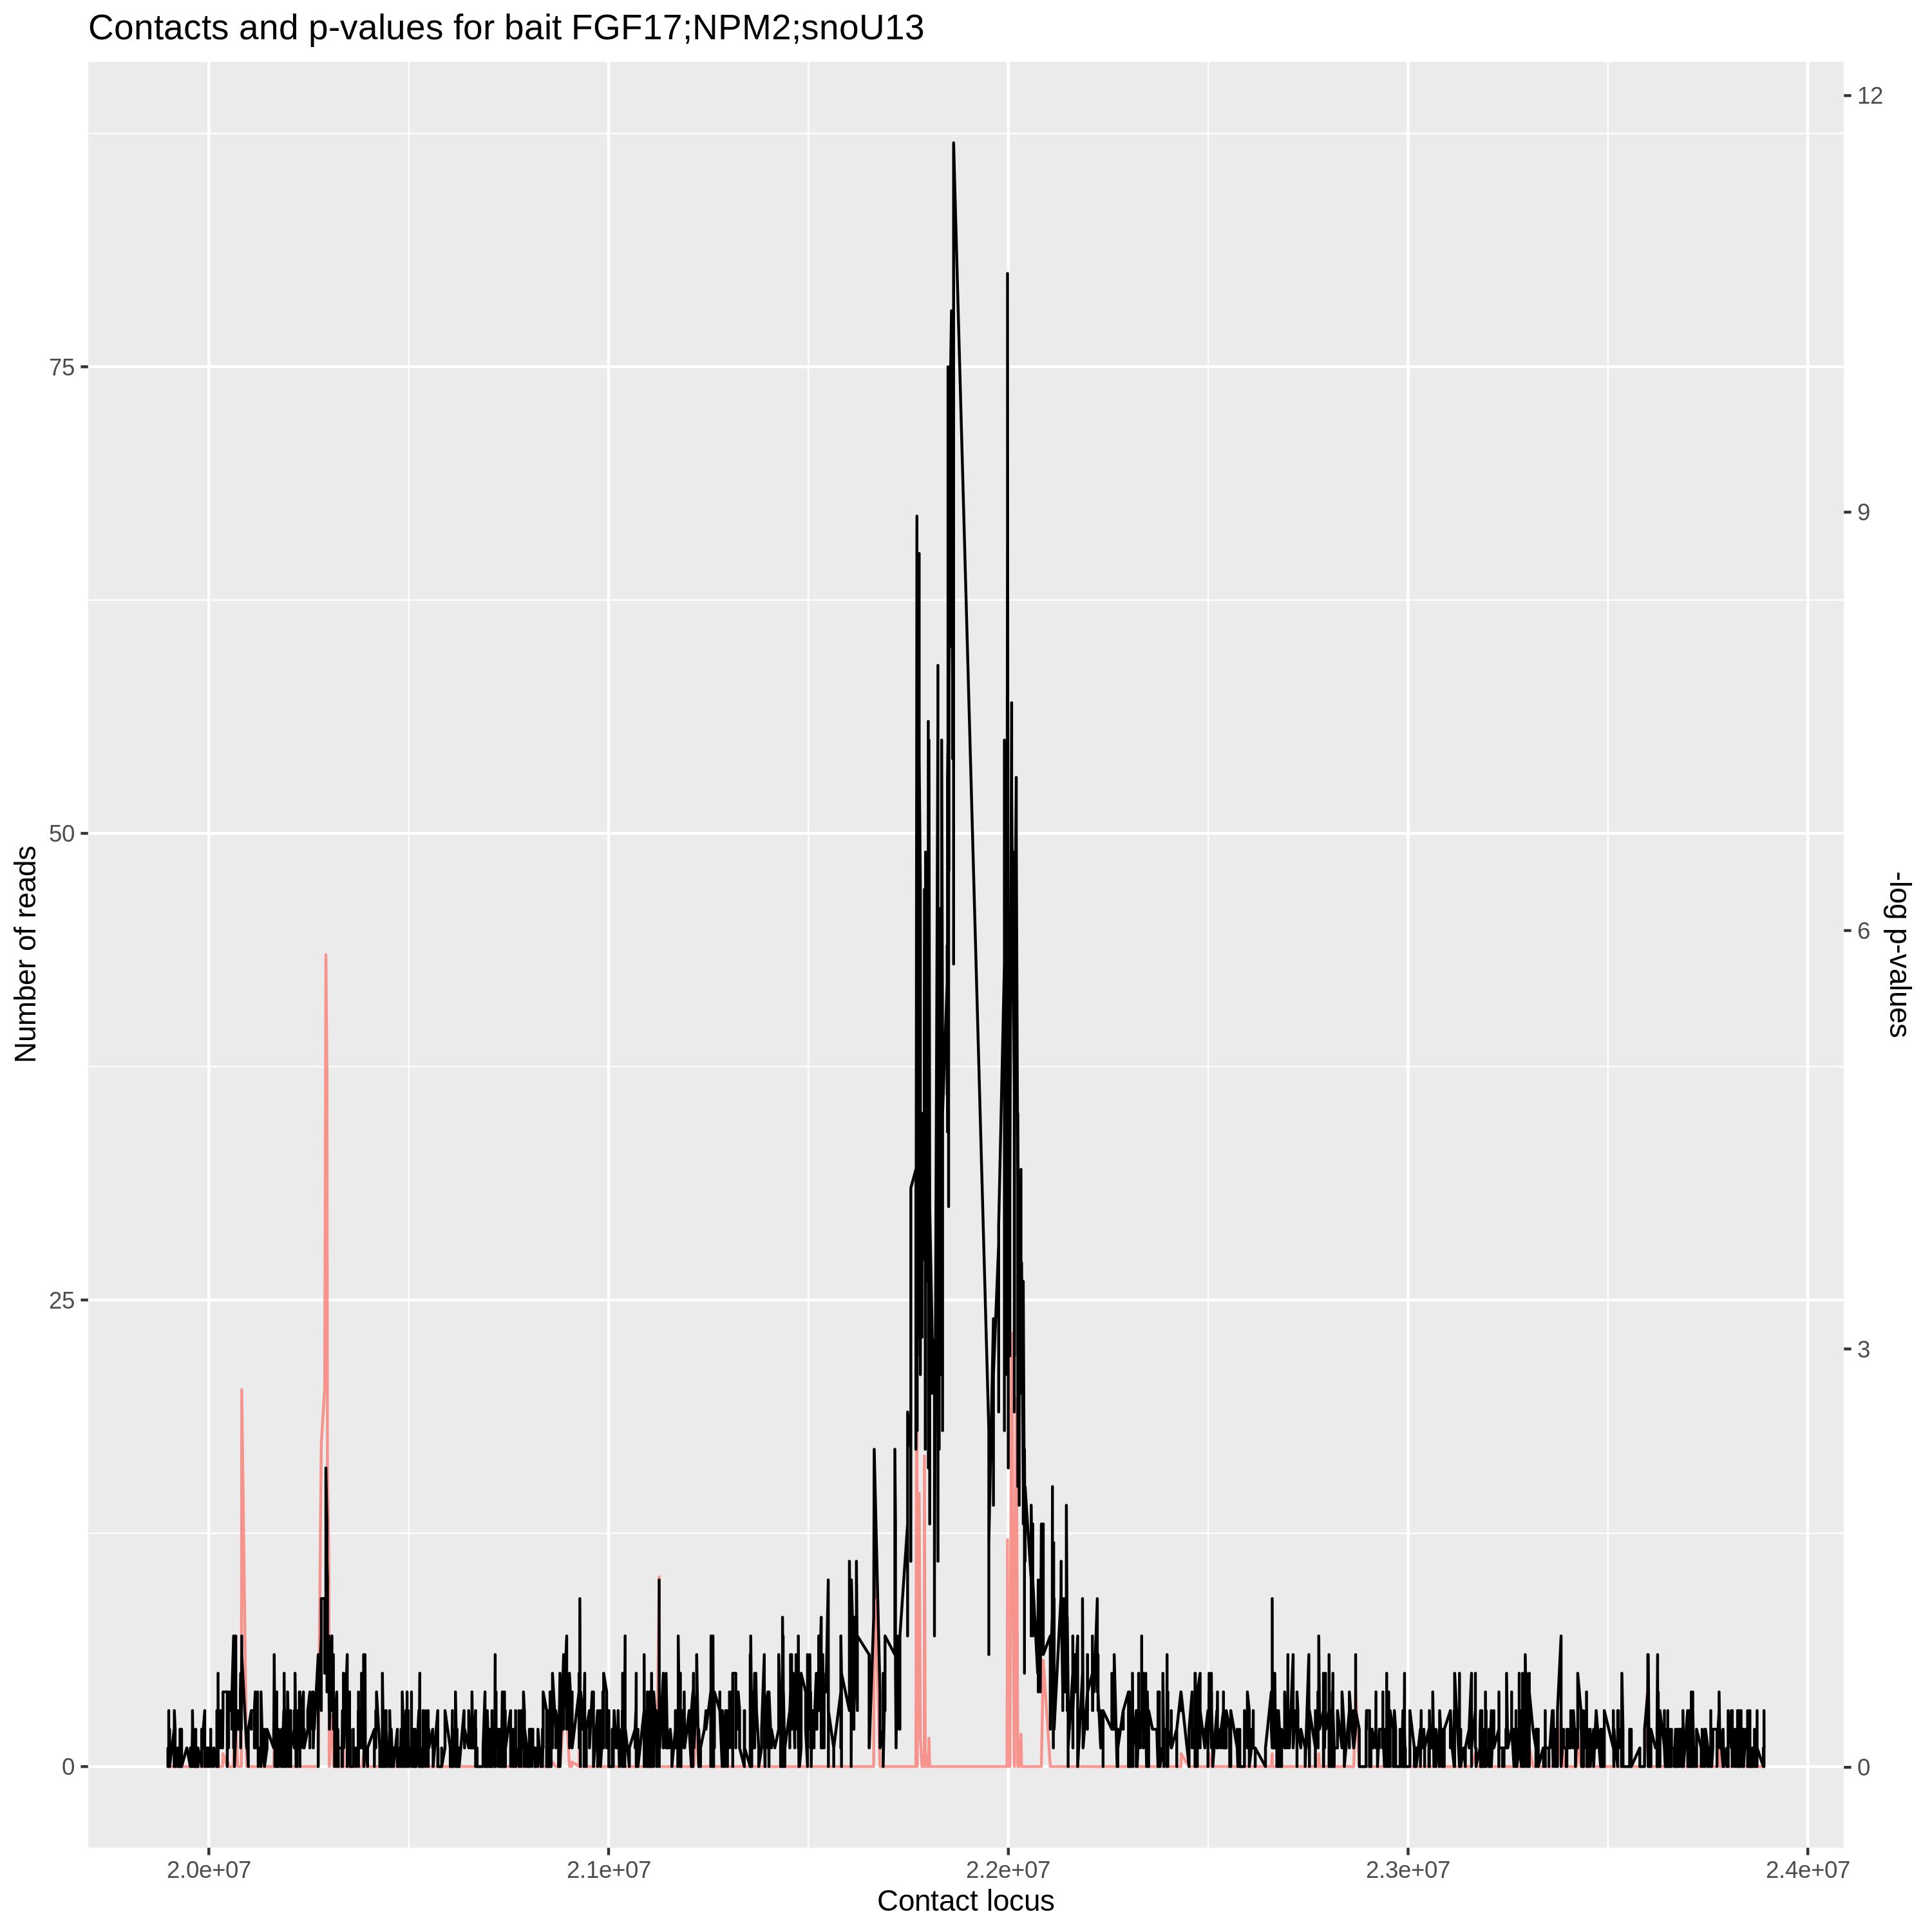 Contacts and p-values for bait FGF17;NPM2;snoU13
12
75
9
50
6
Number of reads
-log p-values
25
3
0
0
2.0e+07
2.1e+07
2.2e+07
2.3e+07
2.4e+07
Contact locus